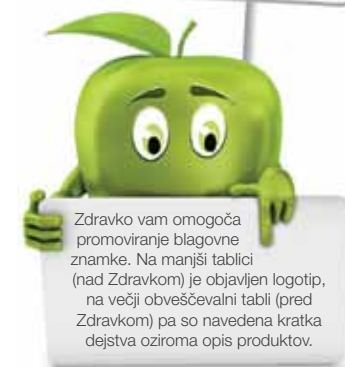 Zdravko vam omogoča
promoviranje blagovne
znamke. Na manjši tablici
(nad Zdravkom) je objavljen logotip,
na večji obveščevalni tabli (pred
Zdravkom) pa so navedena kratka
dejstva oziroma opis produktov.